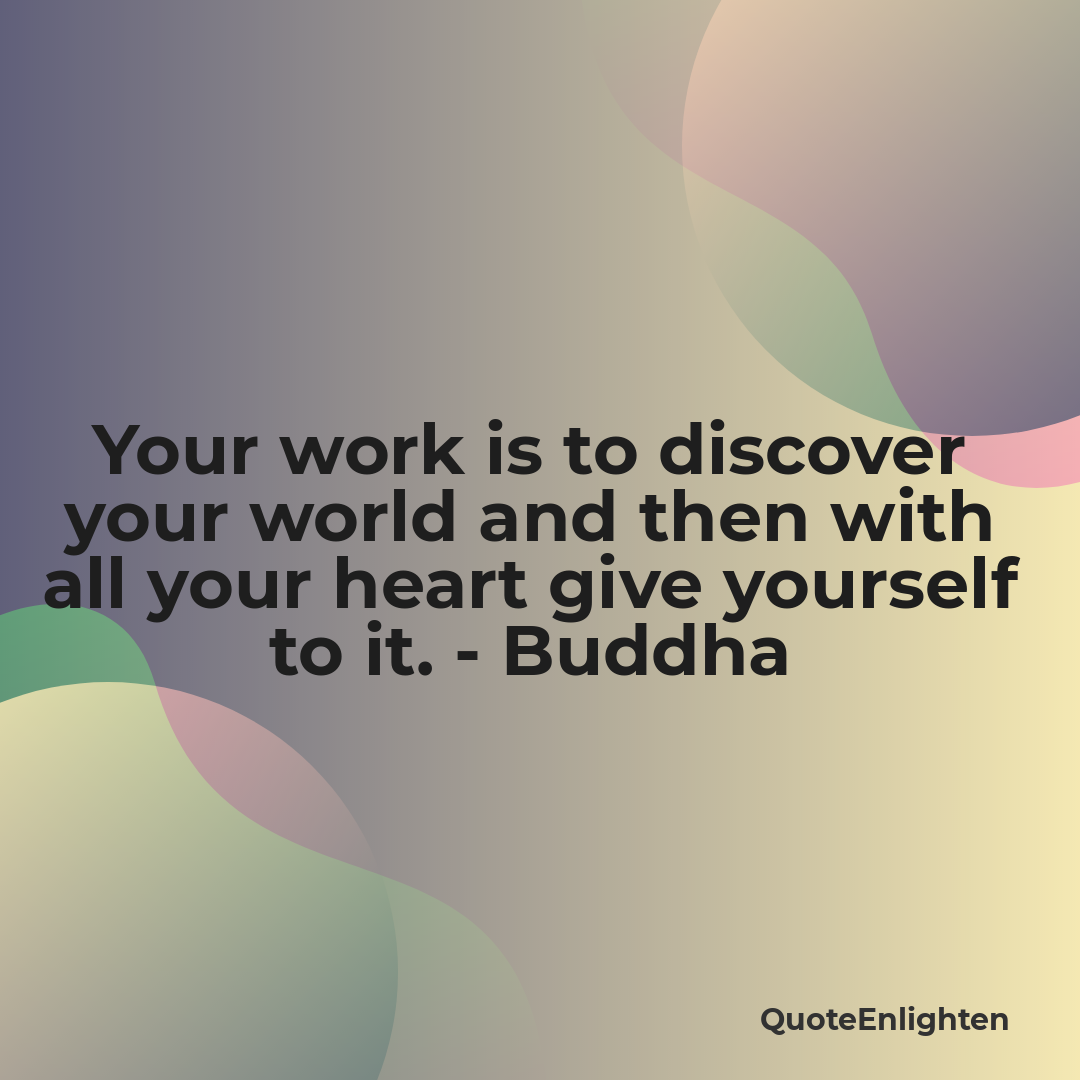 Your work is to discover
your world and then with
all your heart give yourself
to it. - Buddha
QuoteEnlighten